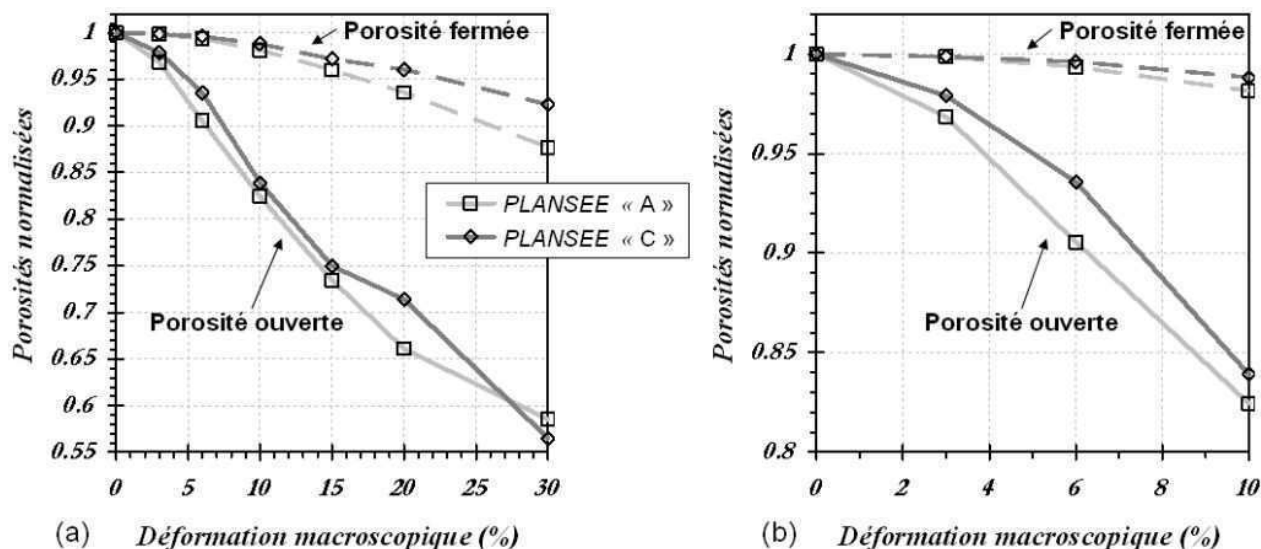 Porosités normalisées
1
0.95
0.9
0.85
0.8
0.75
0.7
0.65
0.6
0.55
0
5
10
15
20
25
30
Porosité fermée
Porosité ouverte
(a)
Déformation macroscopique (%)
PLANSEE « A »
PLANSEE « C »
Porosités normalisées
1
0.95
0.9
0.85
0.8
0
2
4
6
8
10
Porosité fermée
Porosité ouverte
(b)
Déformation macroscopique (%)